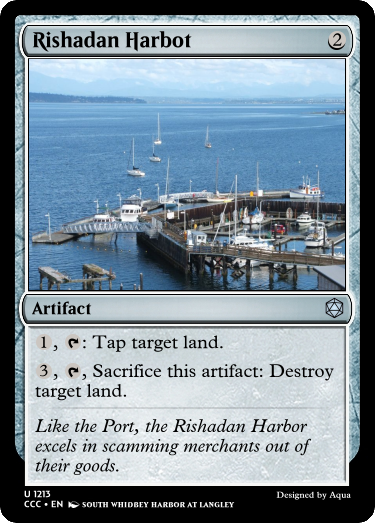 Rishadan Harbot 2
Artifact
1, : Tap target land.
3, , Sacrifice this artifact: Destroy
target land.
Like the Port, the Rishadan Harbor
excels in scamming merchants out of
their goods.
U 1213
CCC • EN SOUTH WHIDBEY HARBOR AT LANGLEY
Designed by Aqua